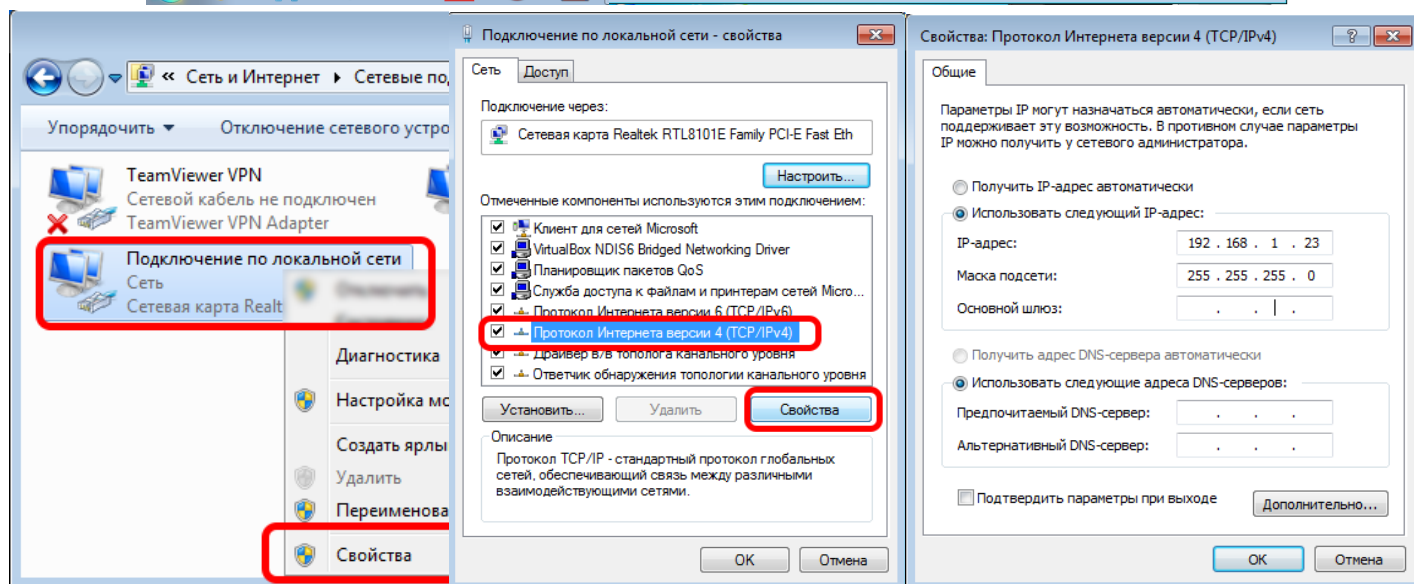 « Сеть и Интернет ▸ Сетевые по
Упорядочить ▾ Отключение сетевого устро
TeamViewer VPN
Сетевой кабель не подключен
TeamViewer VPN Adapter
Подключение по локальной сети
Сеть
Сетевая карта Realt
Диагностика
Настройка мо
Создать ярлы
Удалить
Переименова
Свойства
Подключение по локальной сети - свойства
Сеть Доступ
Подключение через:
Сетевая карта Realtek RTL8101E Family PCI-E Fast Eth
Настроить...
Отмеченные компоненты используются этим подключением:
Клиент для сетей Microsoft
VirtualBox NDIS6 Bridged Networking Driver
Планировщик пакетов QoS
Служба доступа к файлам и принтерам сетей Micro...
Протокол Интернета версии 6 (TCP/IPv6)
Протокол Интернета версии 4 (TCP/IPv4)
Драйвер в/в тополога канального уровня
Ответчик обнаружения топологии канального уровня
Установить... Удалить Свойства
Описание
Протокол TCP/IP - стандартный протокол глобальных
сетей, обеспечивающий связь между различными
взаимодействующими сетями.
OK Отмена
Свойства: Протокол Интернета версии 4 (TCP/IPv4)
Общие
Параметры IP могут назначаться автоматически, если сеть
поддерживает эту возможность. В противном случае параметры
IP можно получить у сетевого администратора.
Получить IP-адрес автоматически
Использовать следующий IP-адрес:
IP-адрес: 192 . 168 . 1 . 23
Маска подсети: 255 . 255 . 255 . 0
Основной шлюз: . . .
Получить адрес DNS-сервера автоматически
Использовать следующие адреса DNS-серверов:
Предпочитаемый DNS-сервер: . . .
Альтернативный DNS-сервер: . . .
Подтвердить параметры при выходе Дополнительно...
OK Отмена